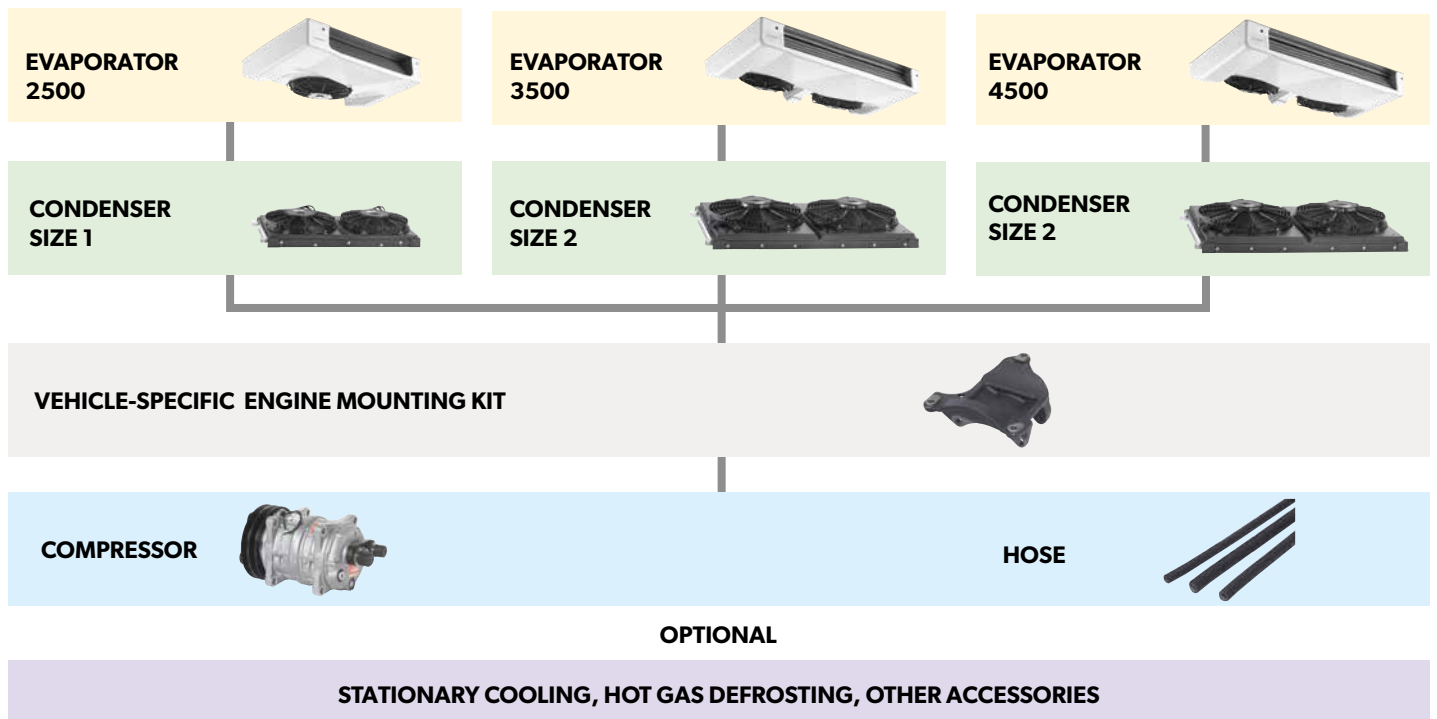 EVAPORATOR
2500
EVAPORATOR
3500
EVAPORATOR
4500
CONDENSER
SIZE 1
CONDENSER
SIZE 2
CONDENSER
SIZE 2
VEHICLE-SPECIFIC ENGINE MOUNTING KIT
COMPRESSOR
HOSE
OPTIONAL
STATIONARY COOLING, HOT GAS DEFROSTING, OTHER ACCESSORIES